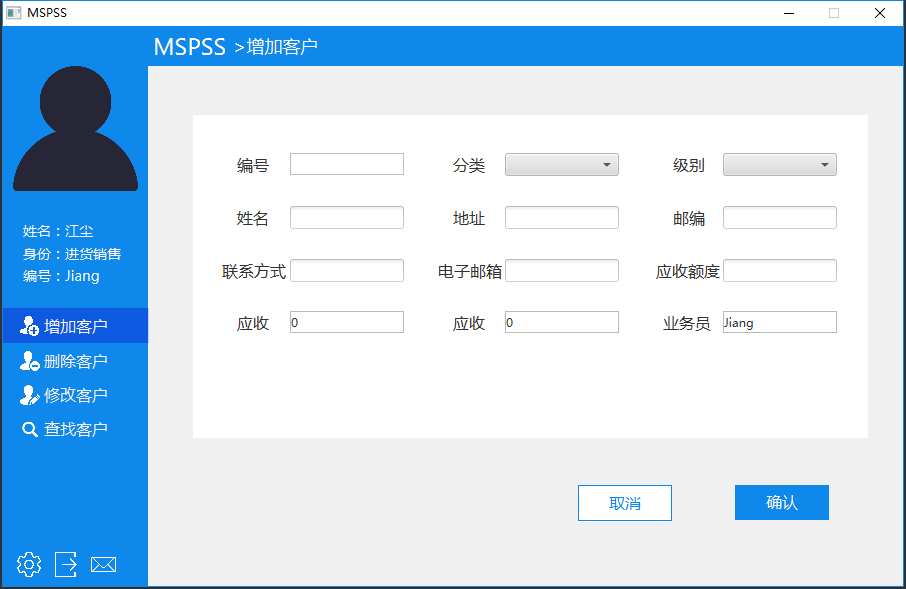 MSPSS
MSPSS >增加客户
姓名：江尘
身份：进货销售
编号：Jiang
增加客户
删除客户
修改客户
查找客户
编号 分类 级别
姓名 地址 邮编
联系方式 电子邮箱 应收额度
应收 0 应收 0 业务员 Jiang
取消 确认